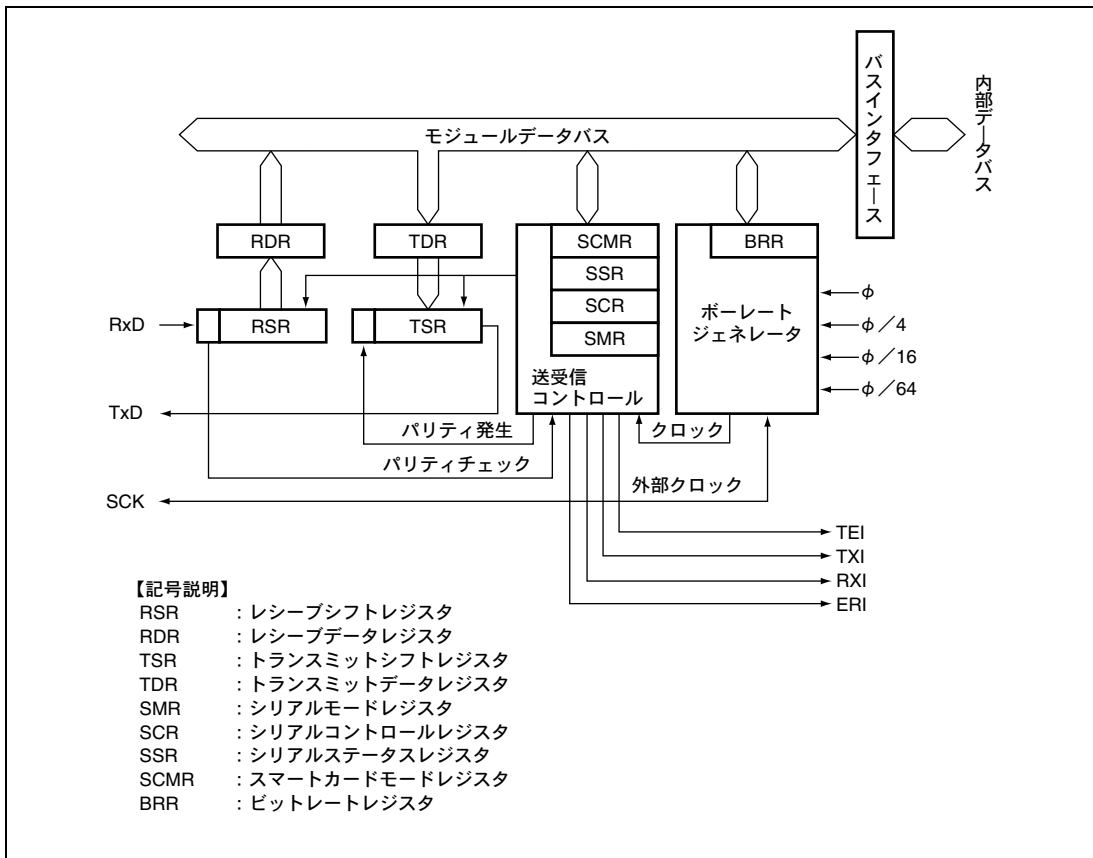 バスインタフェース
内部データバス
モジュールデータバス
RDR
TDR
SCMR
BRR
SSR
SCR
SMR
RxD
RSR
TSR
ボーレート
ジェネレータ
φ
φ／4
φ／16
φ／64
送受信
コントロール
TxD
パリティ発生
クロック
パリティチェック
外部クロック
SCK
TEI
TXI
RXI
ERI
【記号説明】
RSR : レシーブシフトレジスタ
RDR : レシーブデータレジスタ
TSR : トランスミットシフトレジスタ
TDR : トランスミットデータレジスタ
SMR : シリアルモードレジスタ
SCR : シリアルコントロールレジスタ
SSR : シリアルステータスレジスタ
SCMR : スマートカードモードレジスタ
BRR : ビットレートレジスタ